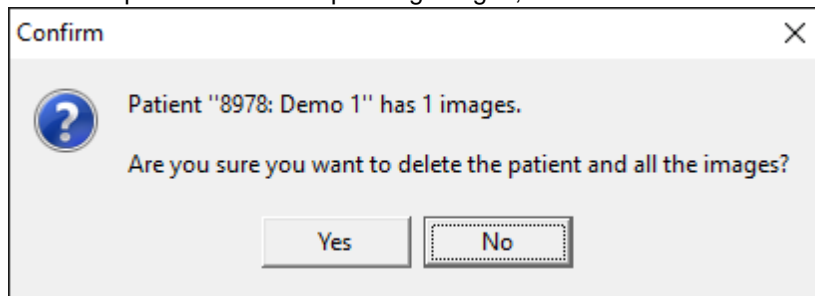 Confirm
Patient "8978: Demo 1" has 1 images.
Are you sure you want to delete the patient and all the images?
Yes No